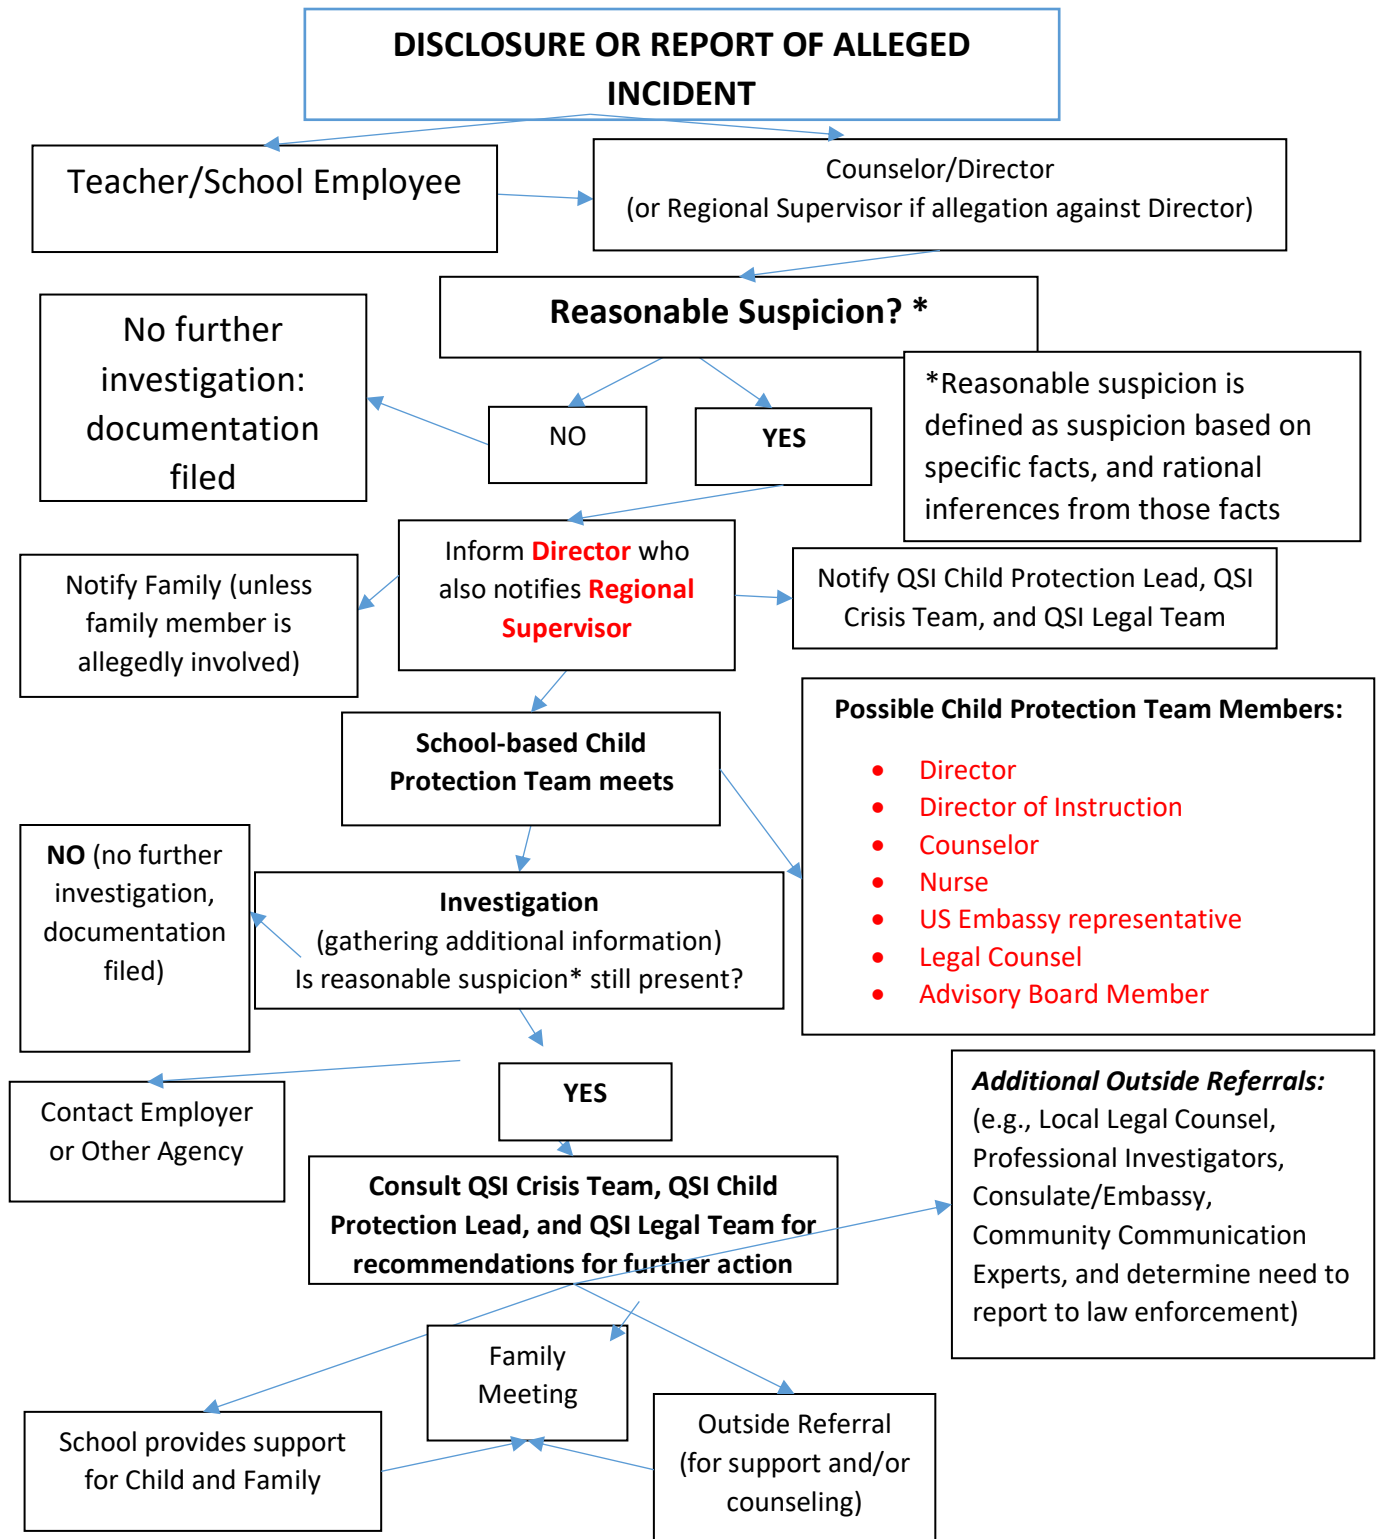 DISCLOSURE OR REPORT OF ALLEGED
INCIDENT
Teacher/School Employee
Counselor/Director
(or Regional Supervisor if allegation against Director)
Reasonable Suspicion? *
No further
investigation:
documentation
filed
NO
YES
*Reasonable suspicion is
defined as suspicion based on
specific facts, and rational
inferences from those facts
Inform Director who
also notifies Regional
Supervisor
Notify Family (unless
family member is
allegedly involved)
Notify QSI Child Protection Lead, QSI
Crisis Team, and QSI Legal Team
School-based Child
Protection Team meets
Possible Child Protection Team Members:
• Director
• Director of Instruction
• Counselor
• Nurse
• US Embassy representative
• Legal Counsel
• Advisory Board Member
NO (no further
investigation,
documentation
filed)
Investigation
(gathering additional information)
Is reasonable suspicion* still present?
YES
Contact Employer
or Other Agency
Additional Outside Referrals:
(e.g., Local Legal Counsel,
Professional Investigators,
Consulate/Embassy,
Community Communication
Experts, and determine need to
report to law enforcement)
Consult QSI Crisis Team, QSI Child
Protection Lead, and QSI Legal Team for
recommendations for further action
Family
Meeting
School provides support
for Child and Family
Outside Referral
(for support and/or
counseling)